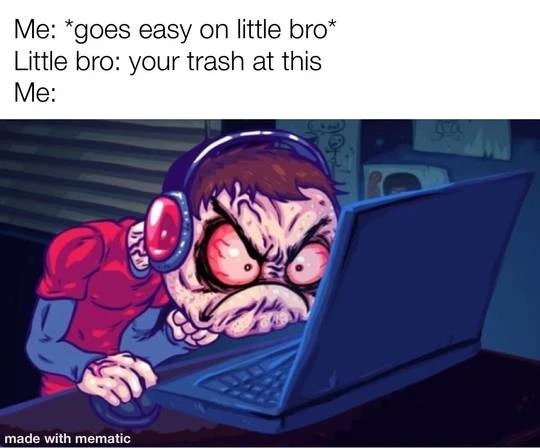 Me: *goes easy on little bro*
Little bro: your trash at this
Me:
made with mematic